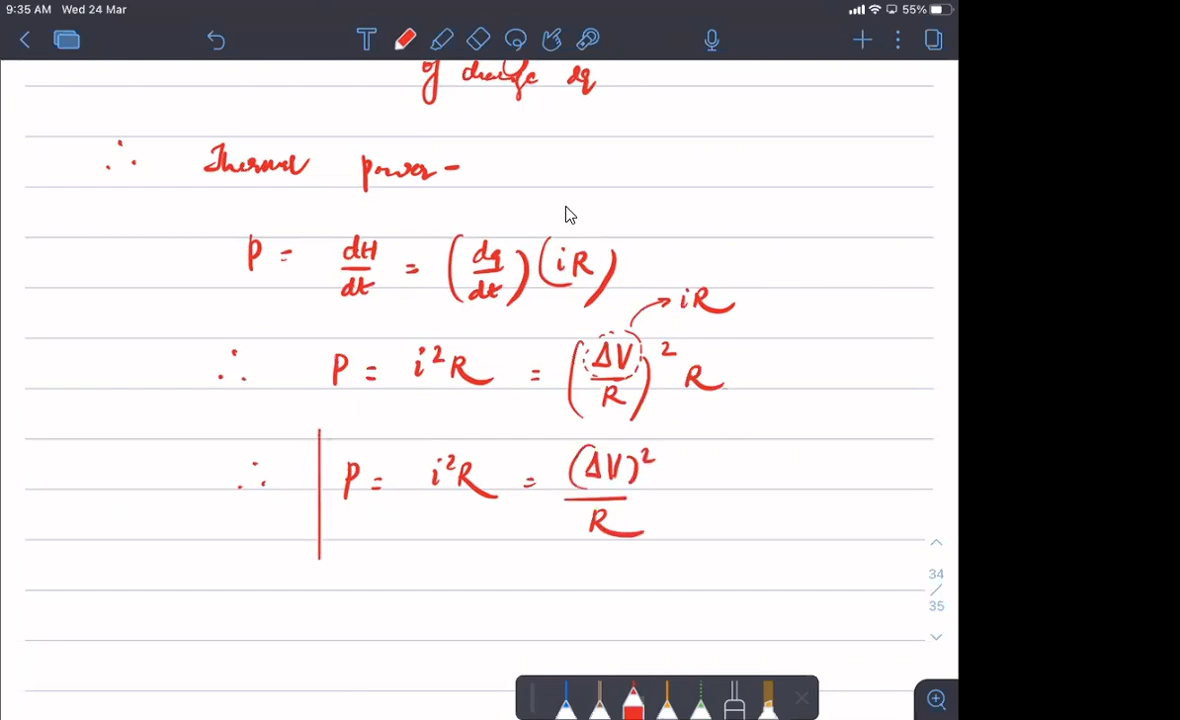 9:35 AM Wed 24 Mar 55%
of charge dq
∴ Thermal power -
P = dH/dt = (dq/dt)(iR)
→ iR
∴ P = i²R = (ΔV/R)² R
∴ P = i²R = (ΔV)²/R
34
/
35